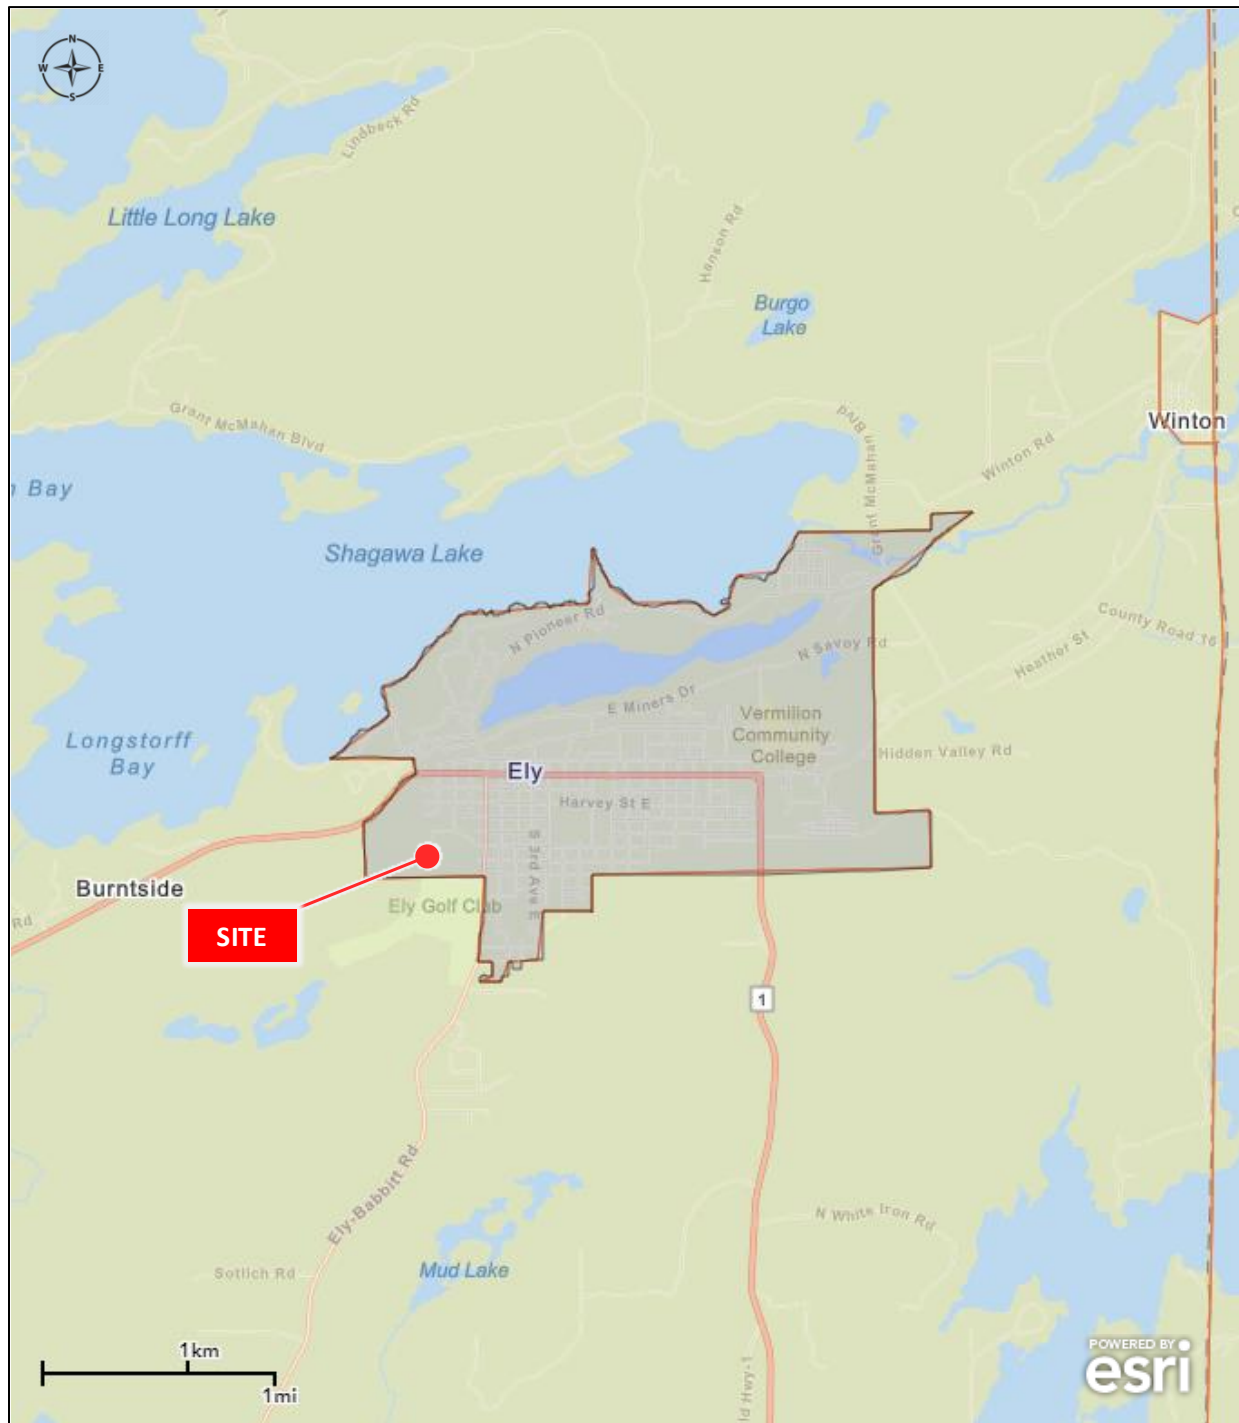 N
W E
S
Lindback Rd
Little Long Lake
Hanson Rd
Burgo
Lake
Grant McMahan Blvd
Grant McMahan Blvd
Winton
Winton Rd
Bay
Shagawa Lake
N Pioneer Rd
County Road 16
N Savoy Rd
Heather St
E Miners Dr
Vermilion
Community
College
Longstorff
Bay
Hidden Valley Rd
Ely
Harvey St E
S 3rd Ave E
Burntside
Ely Golf Club
Rd
SITE
1
Ely-Babbitt Rd
N White Iron Rd
Sotlich Rd
Mud Lake
1km
1mi
ld Hwy-1
POWERED BY
esri